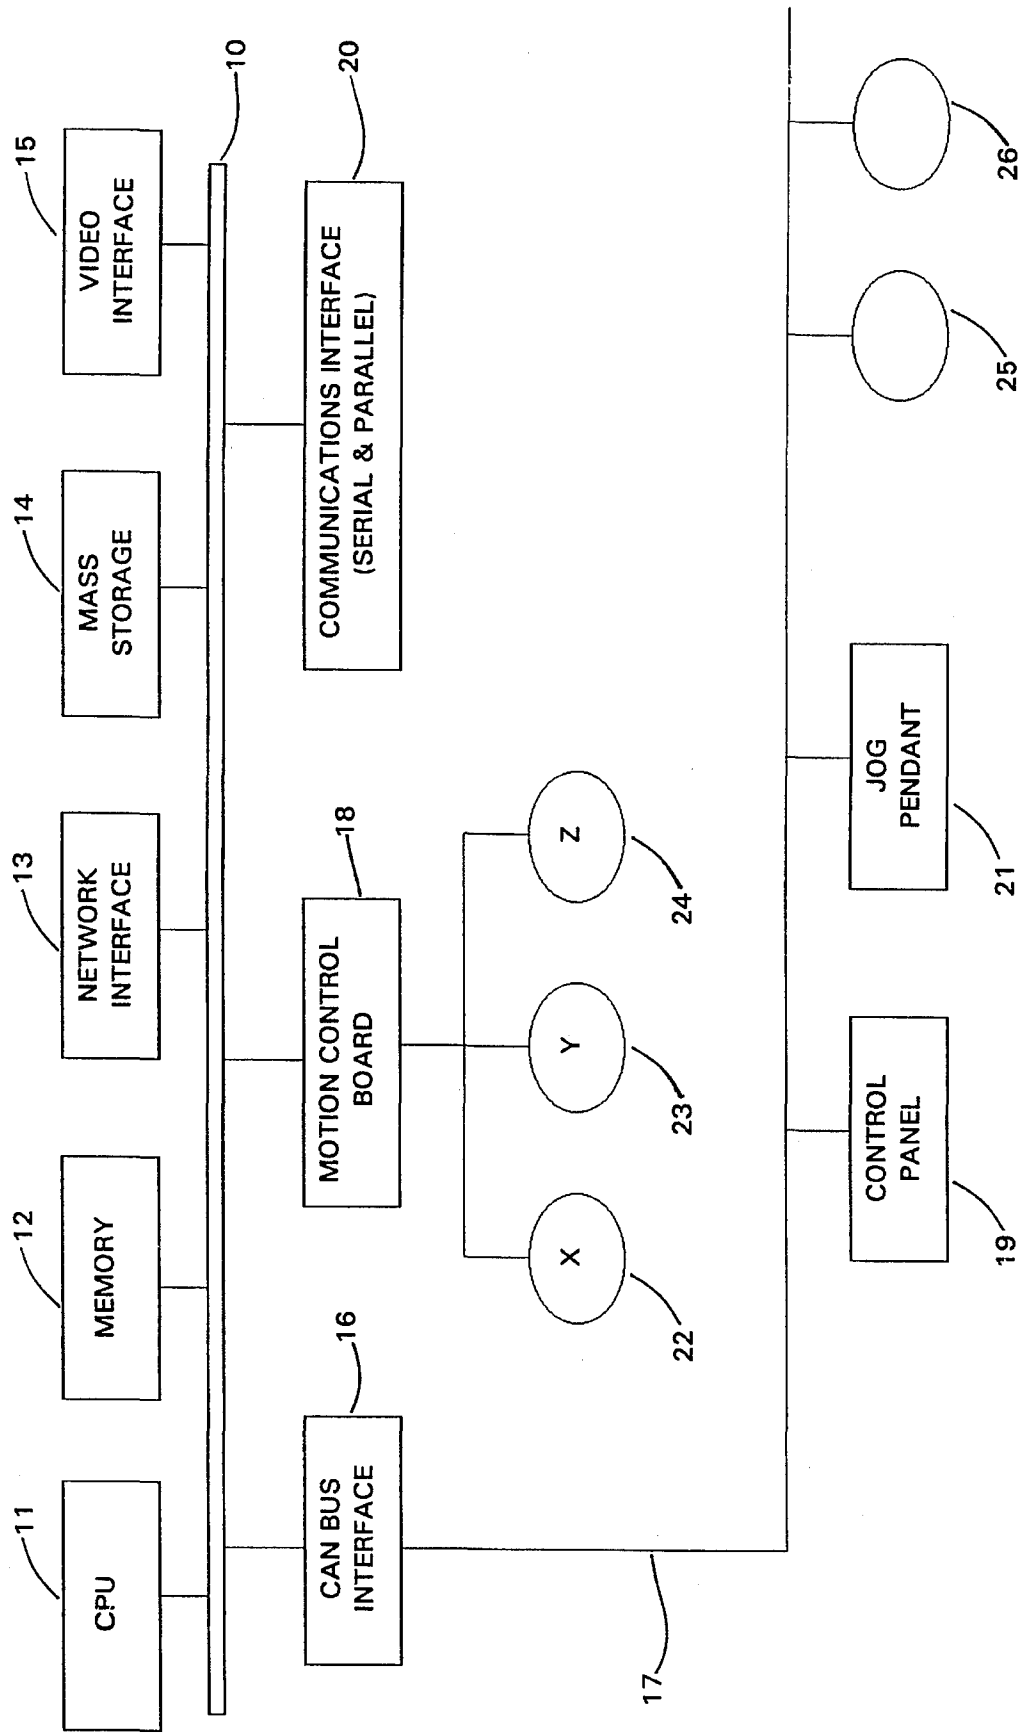 11
12
13
14
15
CPU
MEMORY
NETWORK
INTERFACE
MASS
STORAGE
VIDEO
INTERFACE
10
16
18
20
CAN BUS
INTERFACE
MOTION CONTROL
BOARD
COMMUNICATIONS INTERFACE
(SERIAL & PARALLEL)
X
Y
Z
22
23
24
17
CONTROL
PANEL
JOG
PENDANT
19
21
25
26